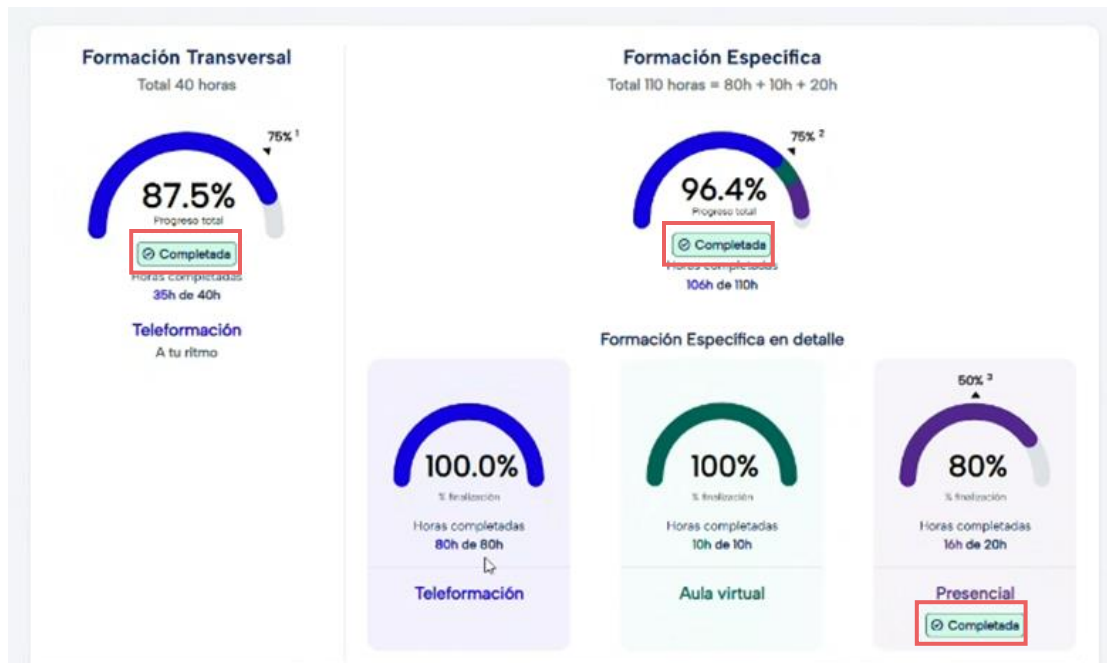 Formación Transversal
Total 40 horas
75% 1
87.5%
Progreso total
Completada
Horas completadas
35h de 40h
Teleformación
A tu ritmo
Formación Específica
Total 110 horas = 80h + 10h + 20h
75% 2
96.4%
Progreso total
Completada
Horas completadas
106h de 110h
Formación Específica en detalle
100.0%
% finalización
Horas completadas
80h de 80h
Teleformación
100%
% finalización
Horas completadas
10h de 10h
Aula virtual
50% 3
80%
% finalización
Horas completadas
16h de 20h
Presencial
Completada